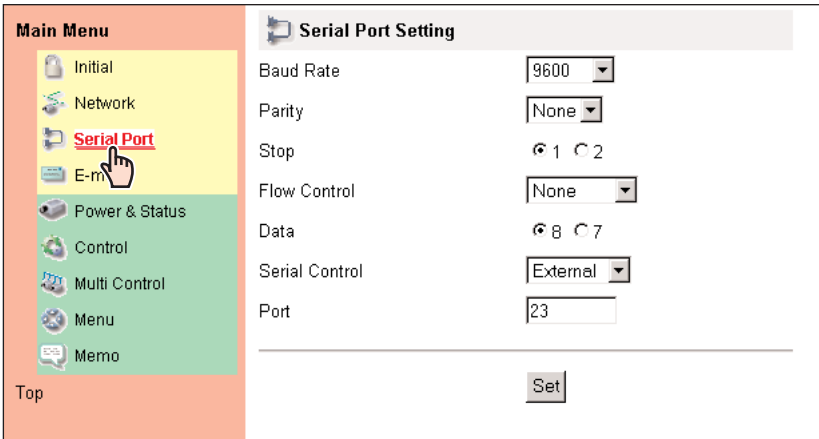 Main Menu
Initial
Network
Serial Port
E-m
Power & Status
Control
Multi Control
Menu
Memo
Top
Serial Port Setting
Baud Rate 9600
Parity None
Stop 1 2
Flow Control None
Data 8 7
Serial Control External
Port 23
Set